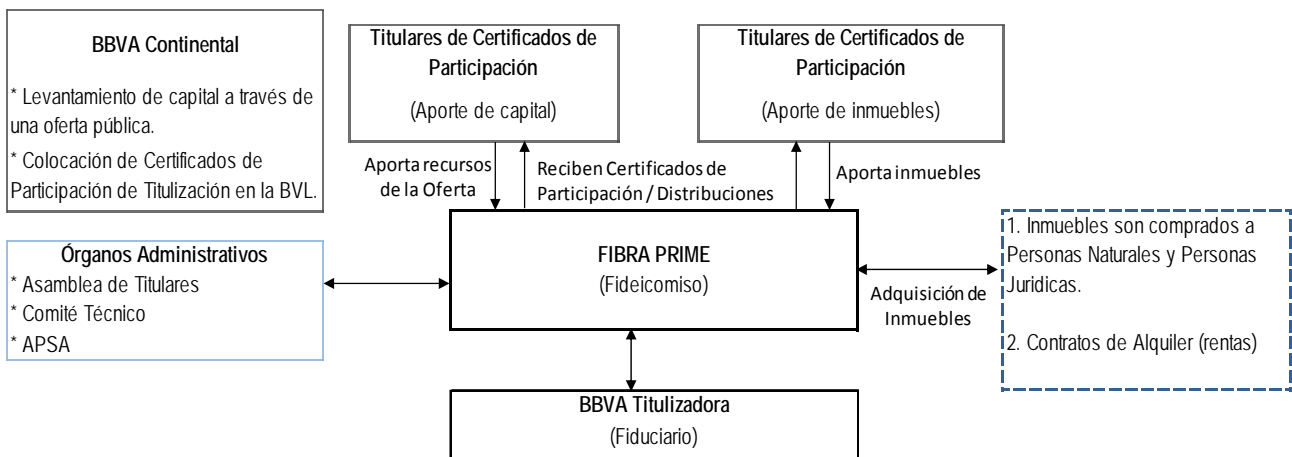 BBVA Continental
* Levantamiento de capital a través de
una oferta pública.
* Colocación de Certificados de
Participación de Titulización en la BVL.
Titulares de Certificados de
Participación
(Aporte de capital)
Titulares de Certificados de
Participación
(Aporte de inmuebles)
Aporta recursos
de la Oferta
Reciben Certificados de
Participación / Distribuciones
Aporta inmuebles
Órganos Administrativos
* Asamblea de Titulares
* Comité Técnico
* APSA
FIBRA PRIME
(Fideicomiso)
Adquisición de
Inmuebles
1. Inmuebles son comprados a
Personas Naturales y Personas
Jurídicas.
2. Contratos de Alquiler (rentas)
BBVA Titulizadora
(Fiduciario)